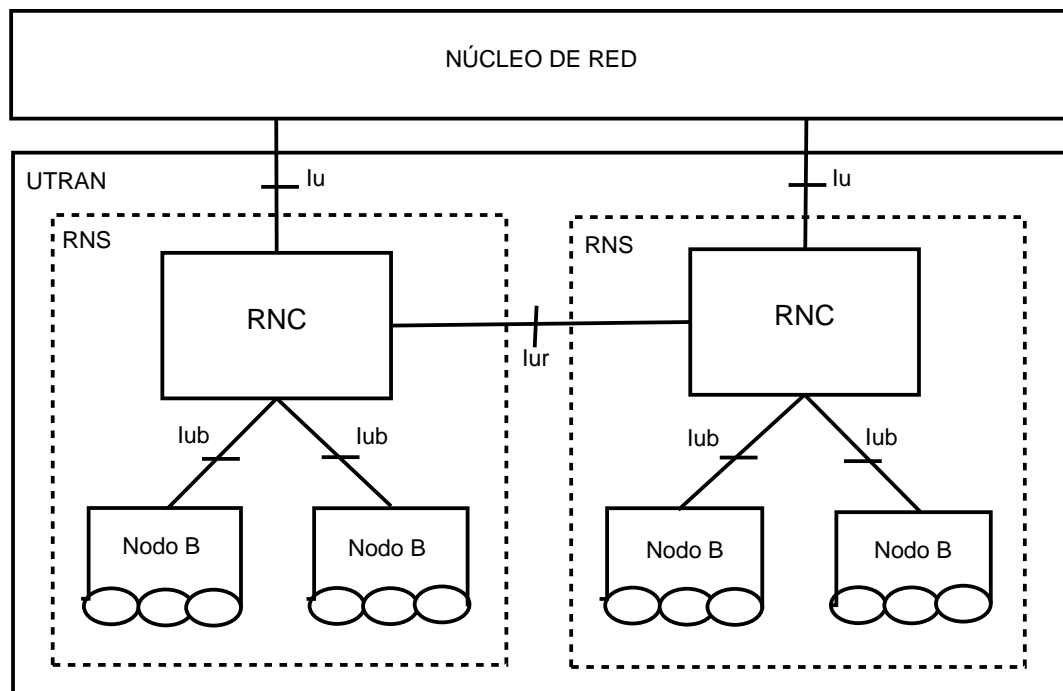 NÚCLEO DE RED
Iu
Iu
UTRAN
RNS
RNS
RNC
RNC
Iur
Iub
Iub
Iub
Iub
Nodo B
Nodo B
Nodo B
Nodo B